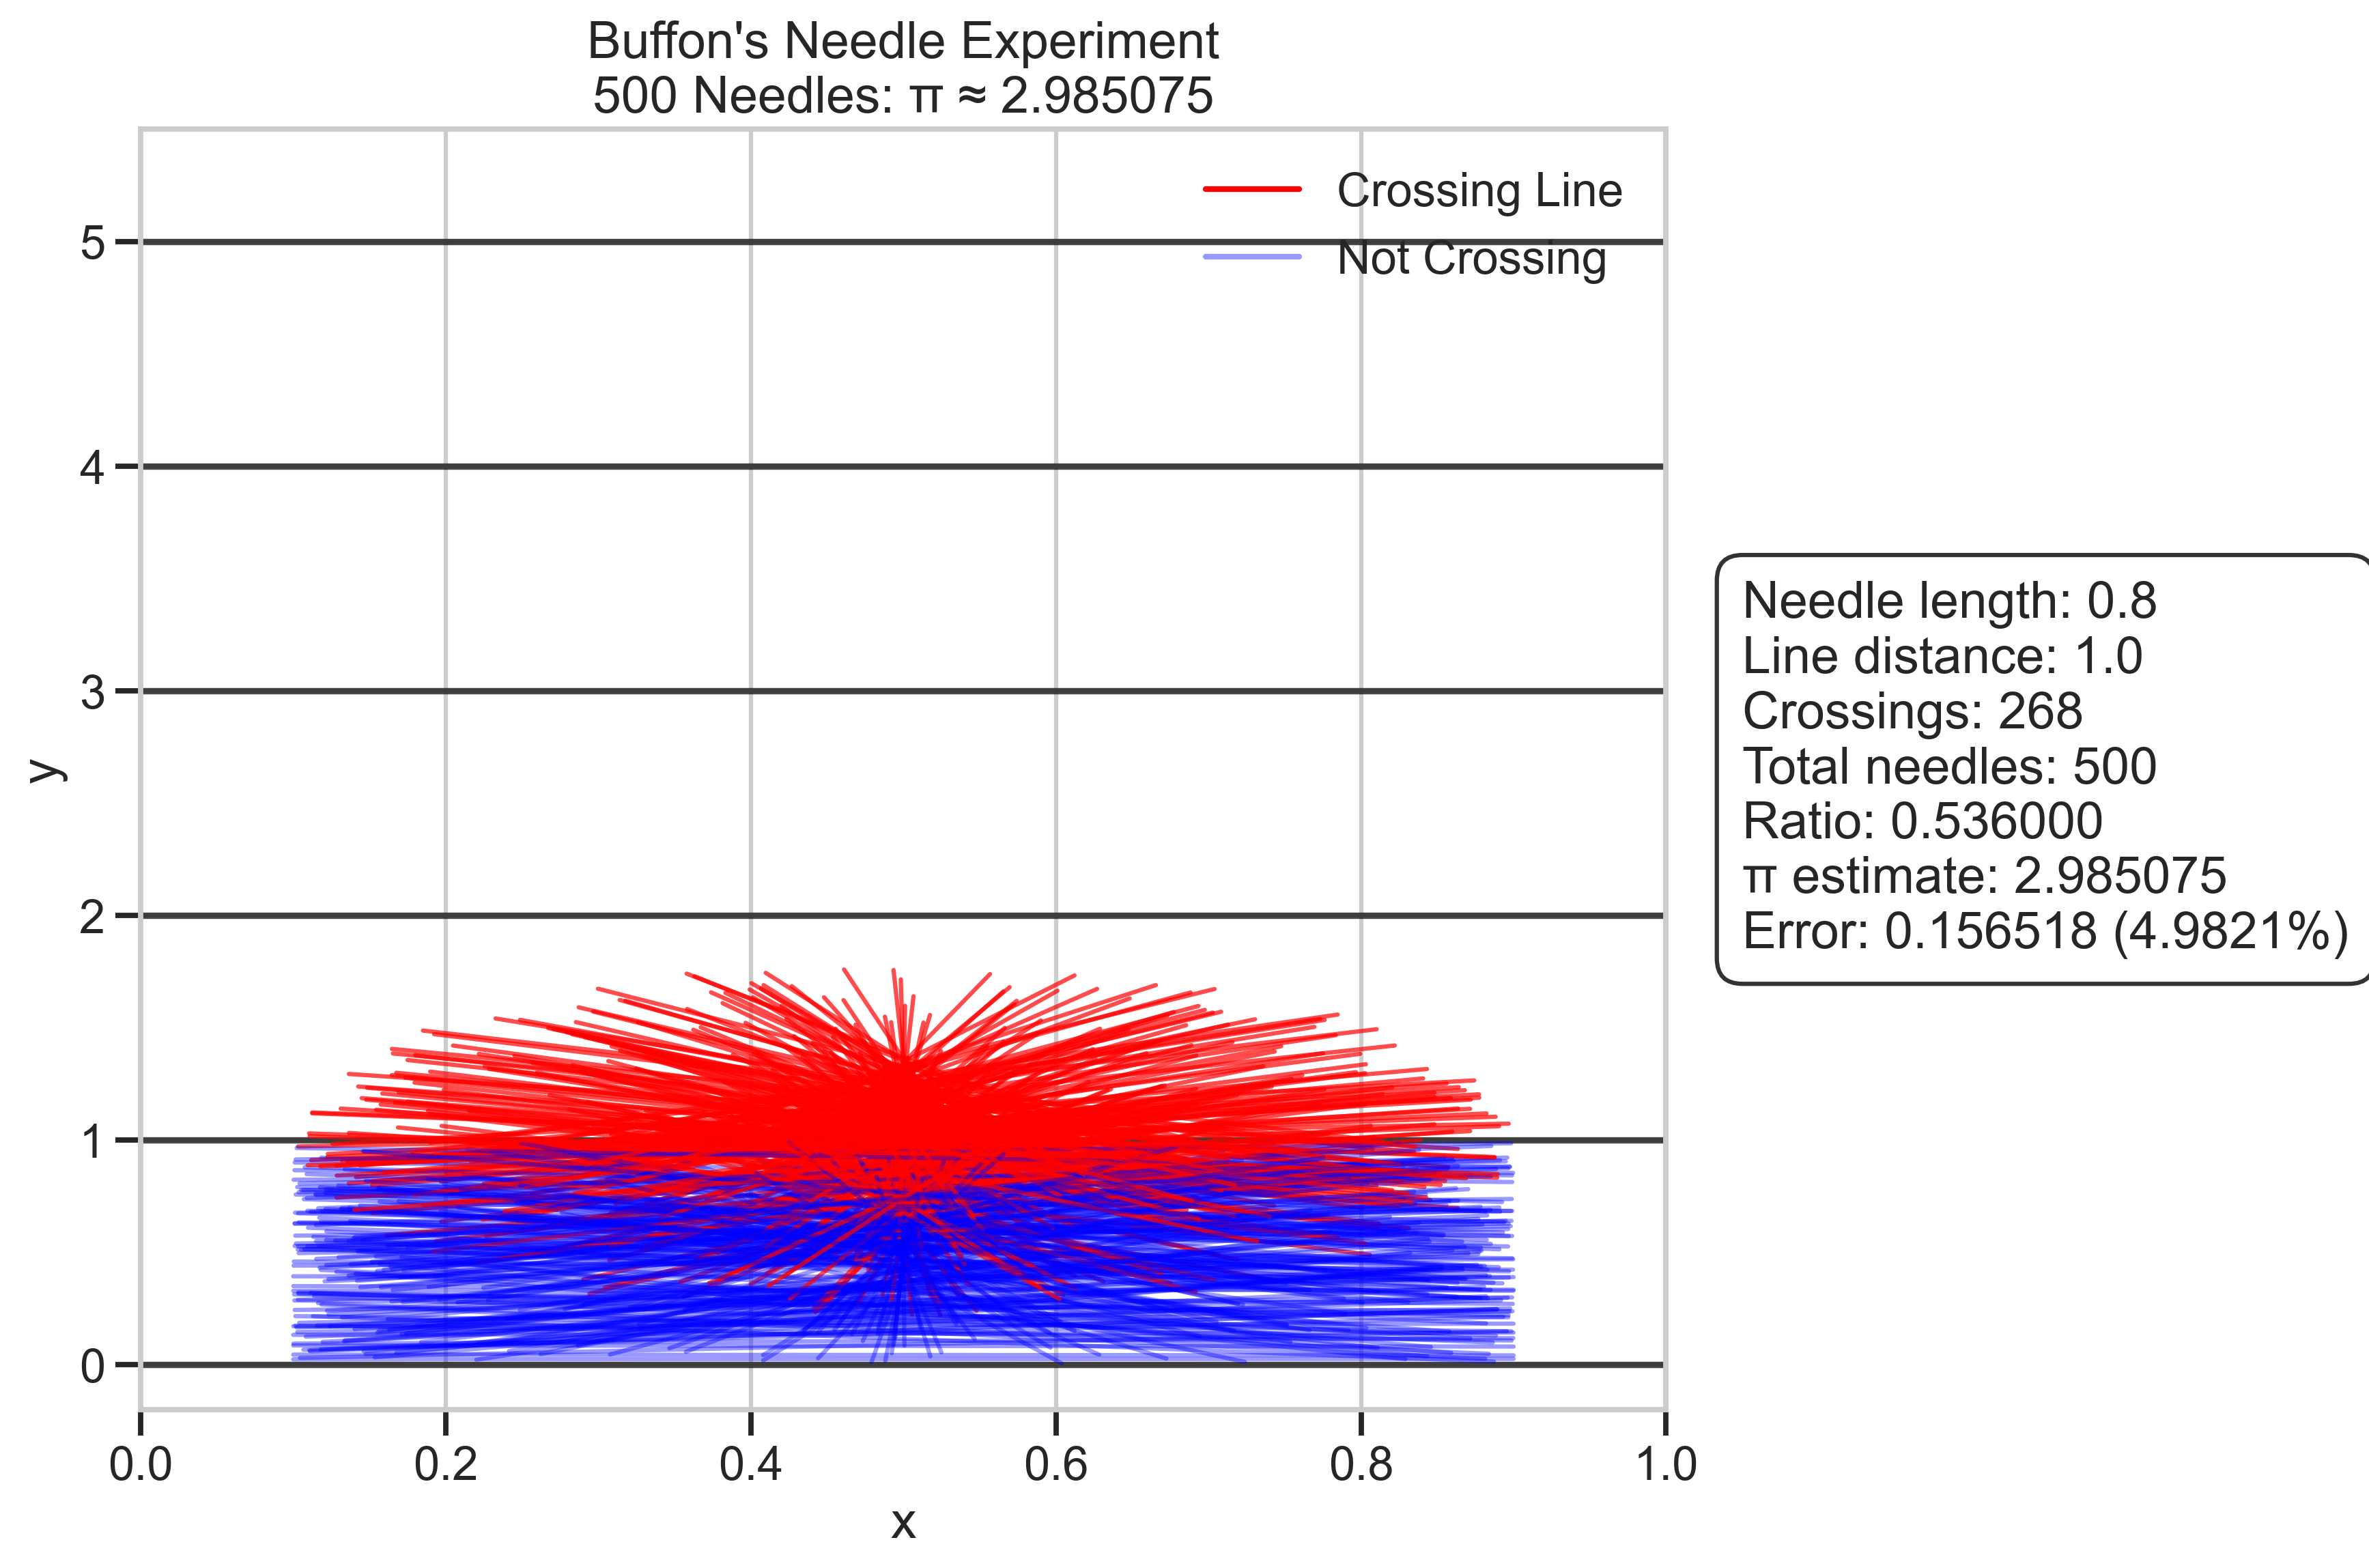 Buffon's Needle Experiment
500 Needles: π ≈ 2.985075
Crossing Line
Not Crossing
5
4
3
2
1
0
y
0.0 0.2 0.4 0.6 0.8 1.0
x
Needle length: 0.8
Line distance: 1.0
Crossings: 268
Total needles: 500
Ratio: 0.536000
π estimate: 2.985075
Error: 0.156518 (4.9821%)